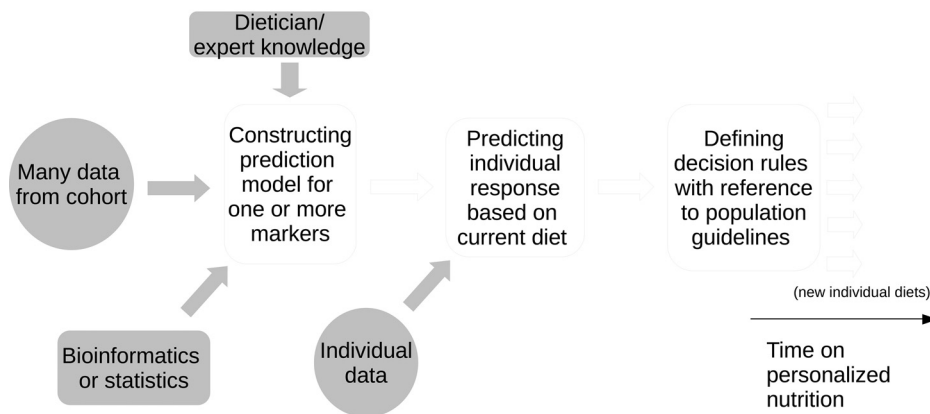 Dietician/
expert knowledge
Many data
from cohort
Constructing
prediction
model for
one or more
markers
Predicting
individual
response
based on
current diet
Defining
decision rules
with reference
to population
guidelines
(new individual diets)
Bioinformatics
or statistics
Individual
data
Time on
personalized
nutrition